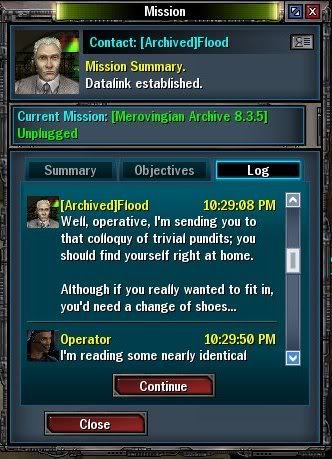 Mission
Contact: [Archived]Flood
Mission Summary.
Datalink established.
Current Mission: [Merovingian Archive 8.3.5]
Unplugged
Summary Objectives Log
[Archived]Flood 10:29:08 PM
Well, operative, I'm sending you to
that colloquy of trivial pundits; you
should find yourself right at home.
Although if you really wanted to fit in,
you'd need a change of shoes...
Operator 10:29:50 PM
I'm reading some nearly identical
Continue
Close